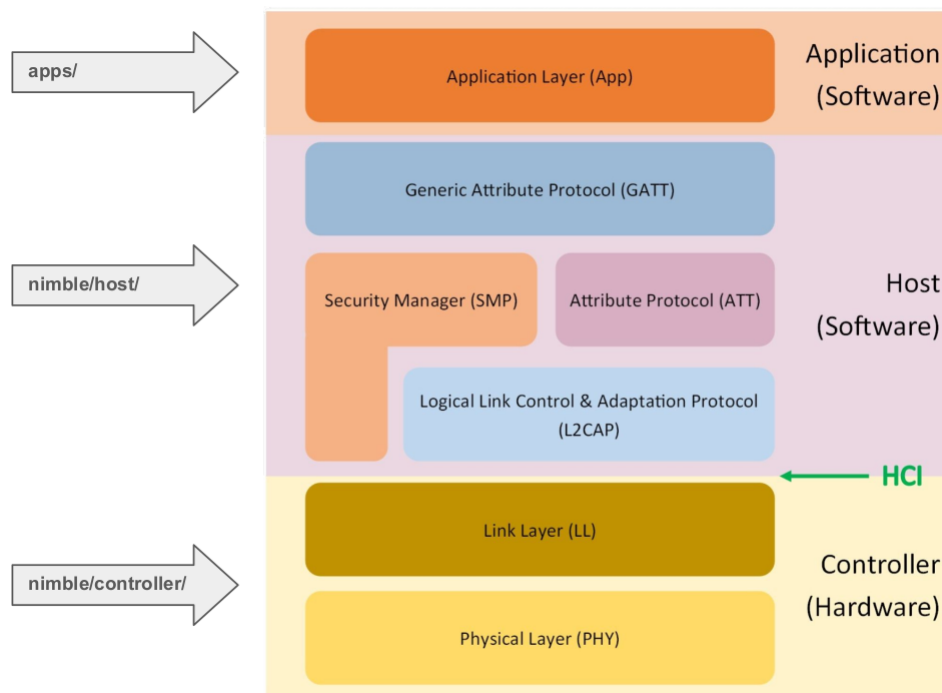 apps/
Application Layer (App)
Application
(Software)
Generic Attribute Protocol (GATT)
nimble/host/
Security Manager (SMP)
Attribute Protocol (ATT)
Host
(Software)
Logical Link Control & Adaptation Protocol
(L2CAP)
HCI
Link Layer (LL)
nimble/controller/
Controller
(Hardware)
Physical Layer (PHY)